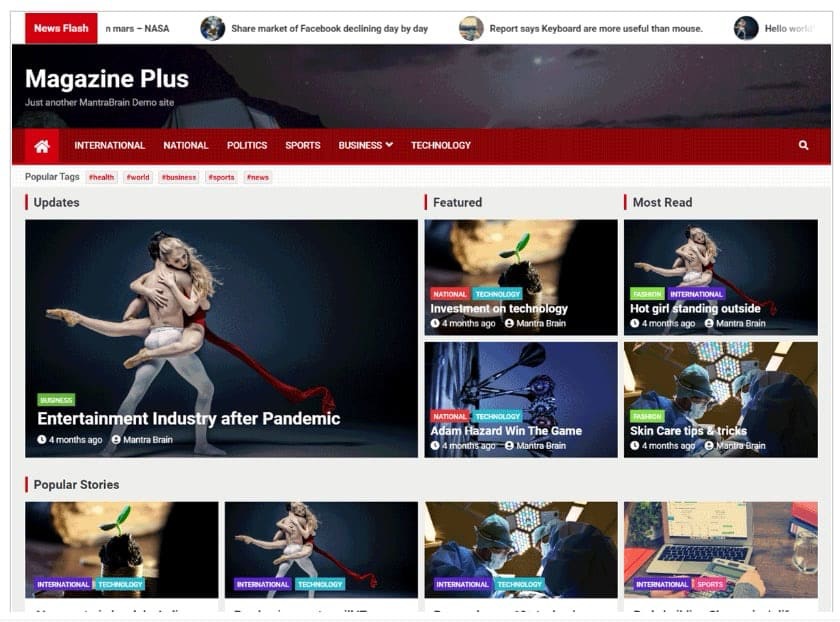 News Flash
n mars – NASA
Share market of Facebook declining day by day
Report says Keyboard are more useful than mouse.
Hello world!
Magazine Plus
Just another MantraBrain Demo site
INTERNATIONAL NATIONAL POLITICS SPORTS BUSINESS TECHNOLOGY
Popular Tags #health #world #business #sports #news
Updates
BUSINESS
Entertainment Industry after Pandemic
4 months ago Mantra Brain
Featured
NATIONAL TECHNOLOGY
Investment on technology
4 months ago Mantra Brain
NATIONAL TECHNOLOGY
Adam Hazard Win The Game
4 months ago Mantra Brain
Most Read
FASHION INTERNATIONAL
Hot girl standing outside
4 months ago Mantra Brain
FASHION
Skin Care tips & tricks
4 months ago Mantra Brain
Popular Stories
INTERNATIONAL TECHNOLOGY
INTERNATIONAL TECHNOLOGY
INTERNATIONAL TECHNOLOGY
INTERNATIONAL SPORTS